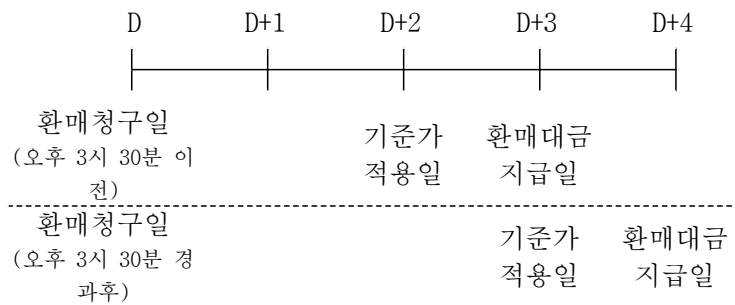 D D+1 D+2 D+3 D+4
환매청구일
(오후 3시 30분 이
전)
기준가
적용일
환매대금
지급일
환매청구일
(오후 3시 30분 경
과후)
기준가
적용일
환매대금
지급일